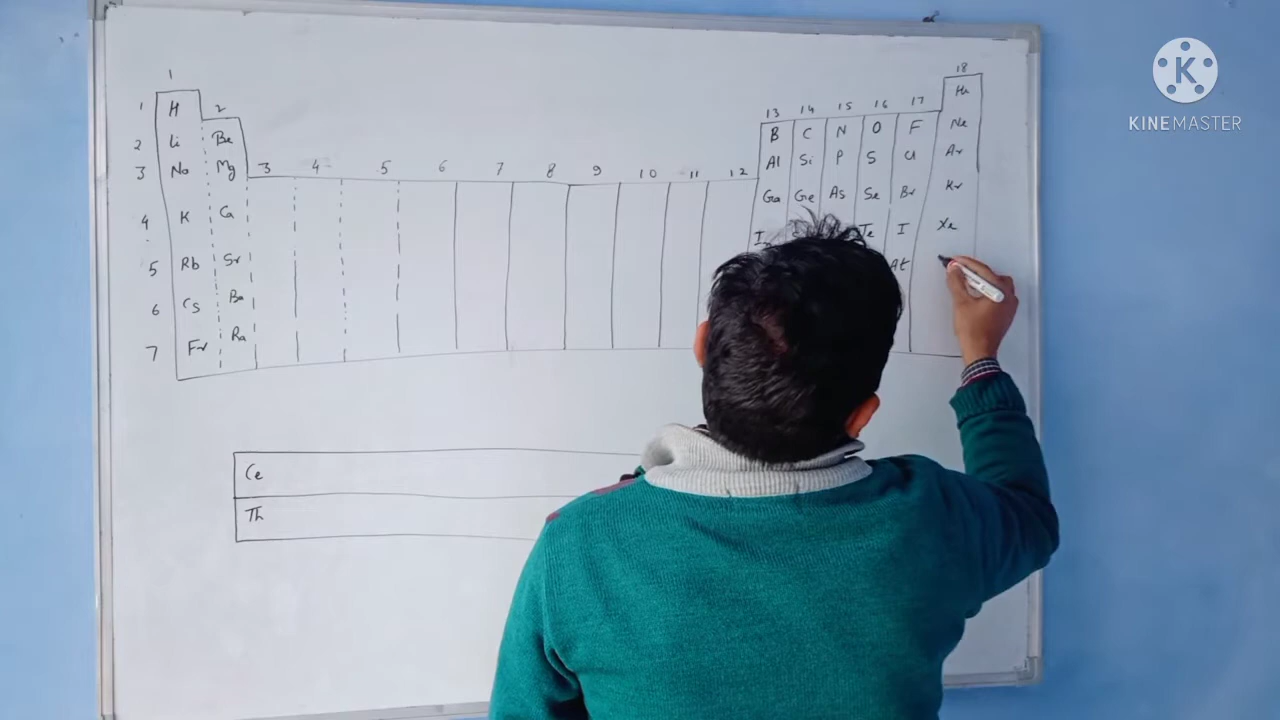 1 18
1 H 2 13 14 15 16 17 He
2 Li Be B C N O F Ne
3 Na Mg 3 4 5 6 7 8 9 10 11 12 Al Si P S Cl Ar
4 K Ca Ga Ge As Se Br Kr
5 Rb Sr In Te I Xe
6 Cs Ba At
7 Fr Ra
Ce
Th
K
KINEMASTER